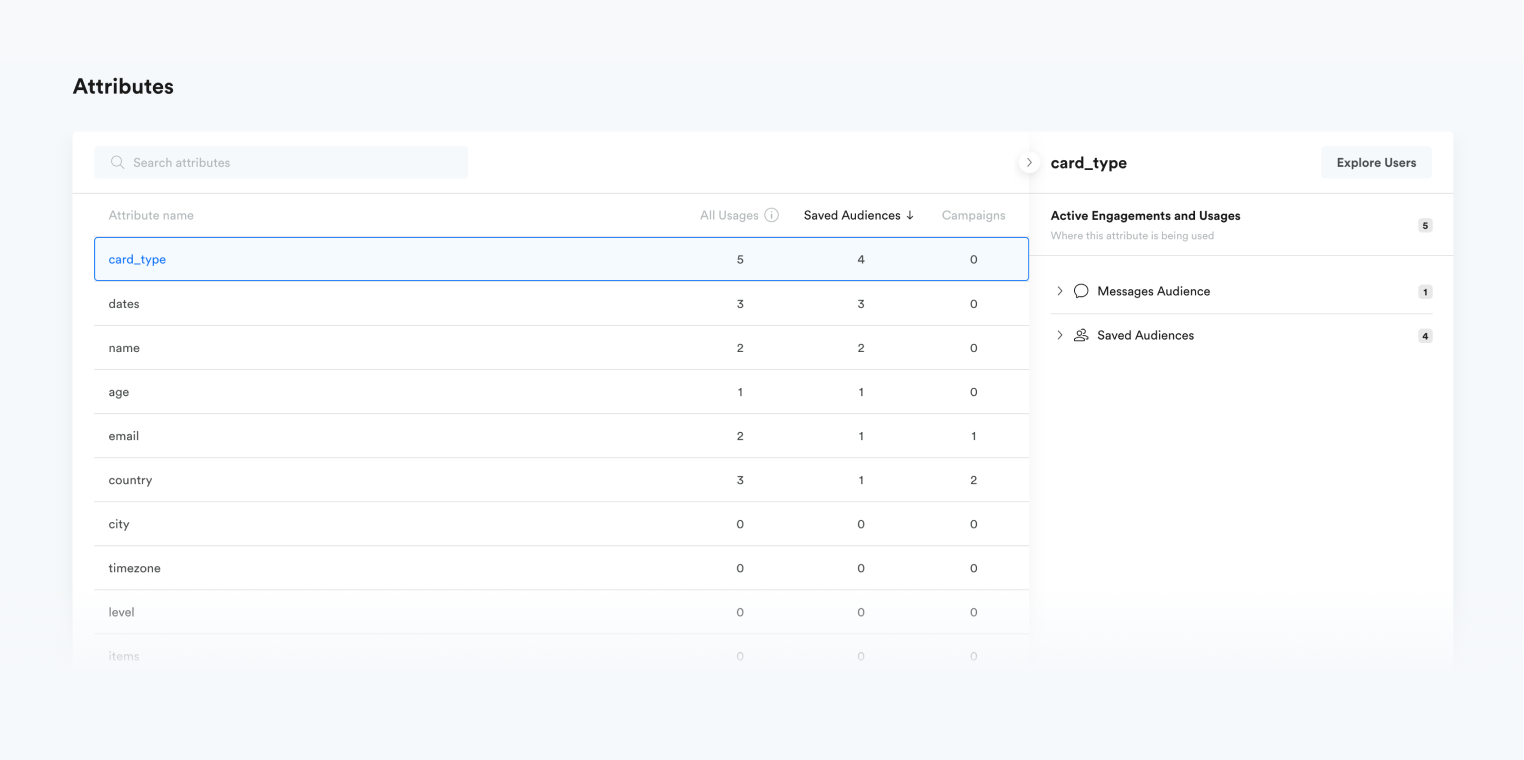 Attributes
Search attributes
card_type
Explore Users
Attribute name All Usages Saved Audiences ↓ Campaigns
card_type 5 4 0
dates 3 3 0
name 2 2 0
age 1 1 0
email 2 1 1
country 3 1 2
city 0 0 0
timezone 0 0 0
level 0 0 0
items 0 0 0
Active Engagements and Usages
Where this attribute is being used
5
Messages Audience 1
Saved Audiences 4